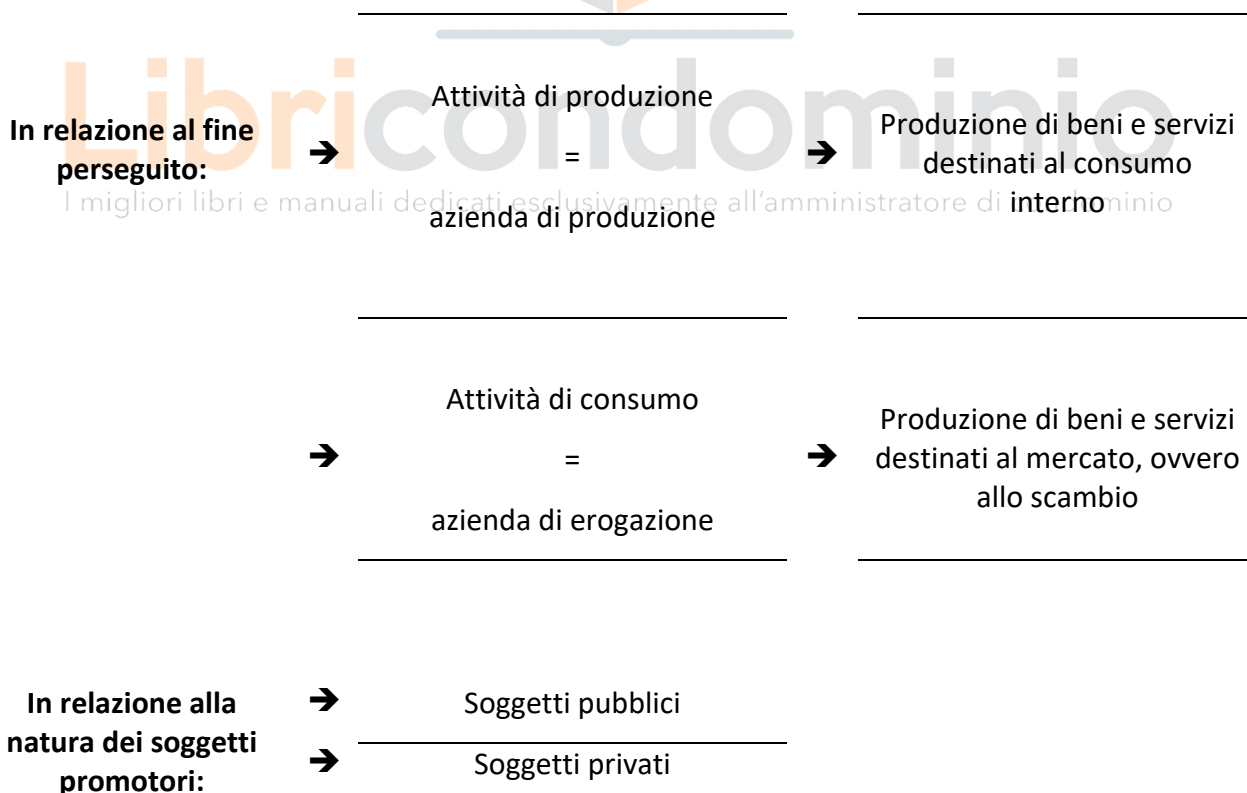 Libricondominio
I migliori libri e manuali dedicati esclusivamente all'amministratore di condominio
In relazione al fine
perseguito:
➔
Attività di produzione
=
azienda di produzione
➔
Produzione di beni e servizi
destinati al consumo
interno
➔
Attività di consumo
=
azienda di erogazione
➔
Produzione di beni e servizi
destinati al mercato, ovvero
allo scambio
In relazione alla
natura dei soggetti
promotori:
➔
Soggetti pubblici
➔
Soggetti privati